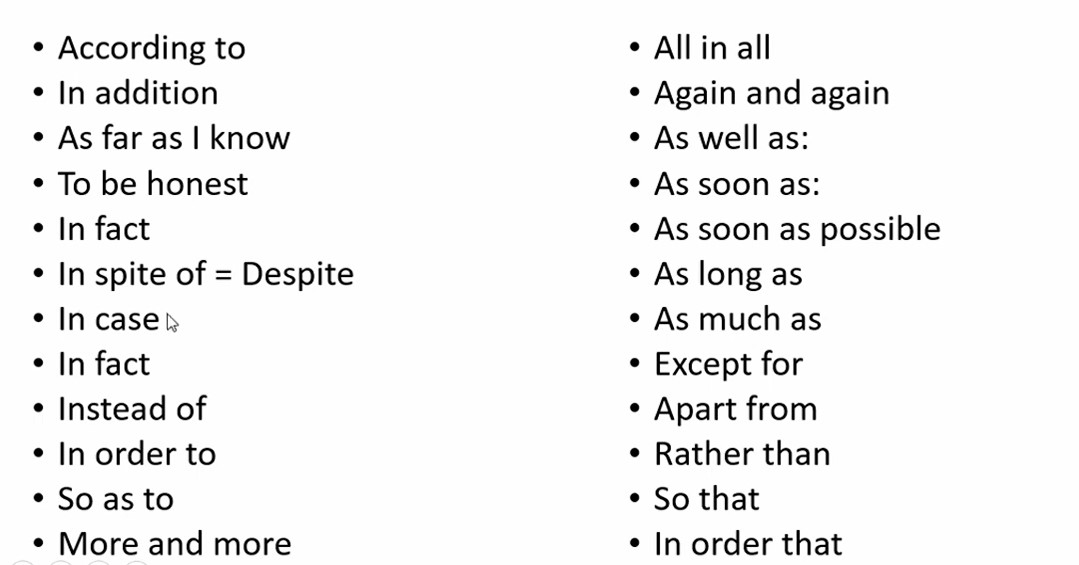 • According to
• In addition
• As far as I know
• To be honest
• In fact
• In spite of = Despite
• In case
• In fact
• Instead of
• In order to
• So as to
• More and more
• All in all
• Again and again
• As well as:
• As soon as:
• As soon as possible
• As long as
• As much as
• Except for
• Apart from
• Rather than
• So that
• In order that